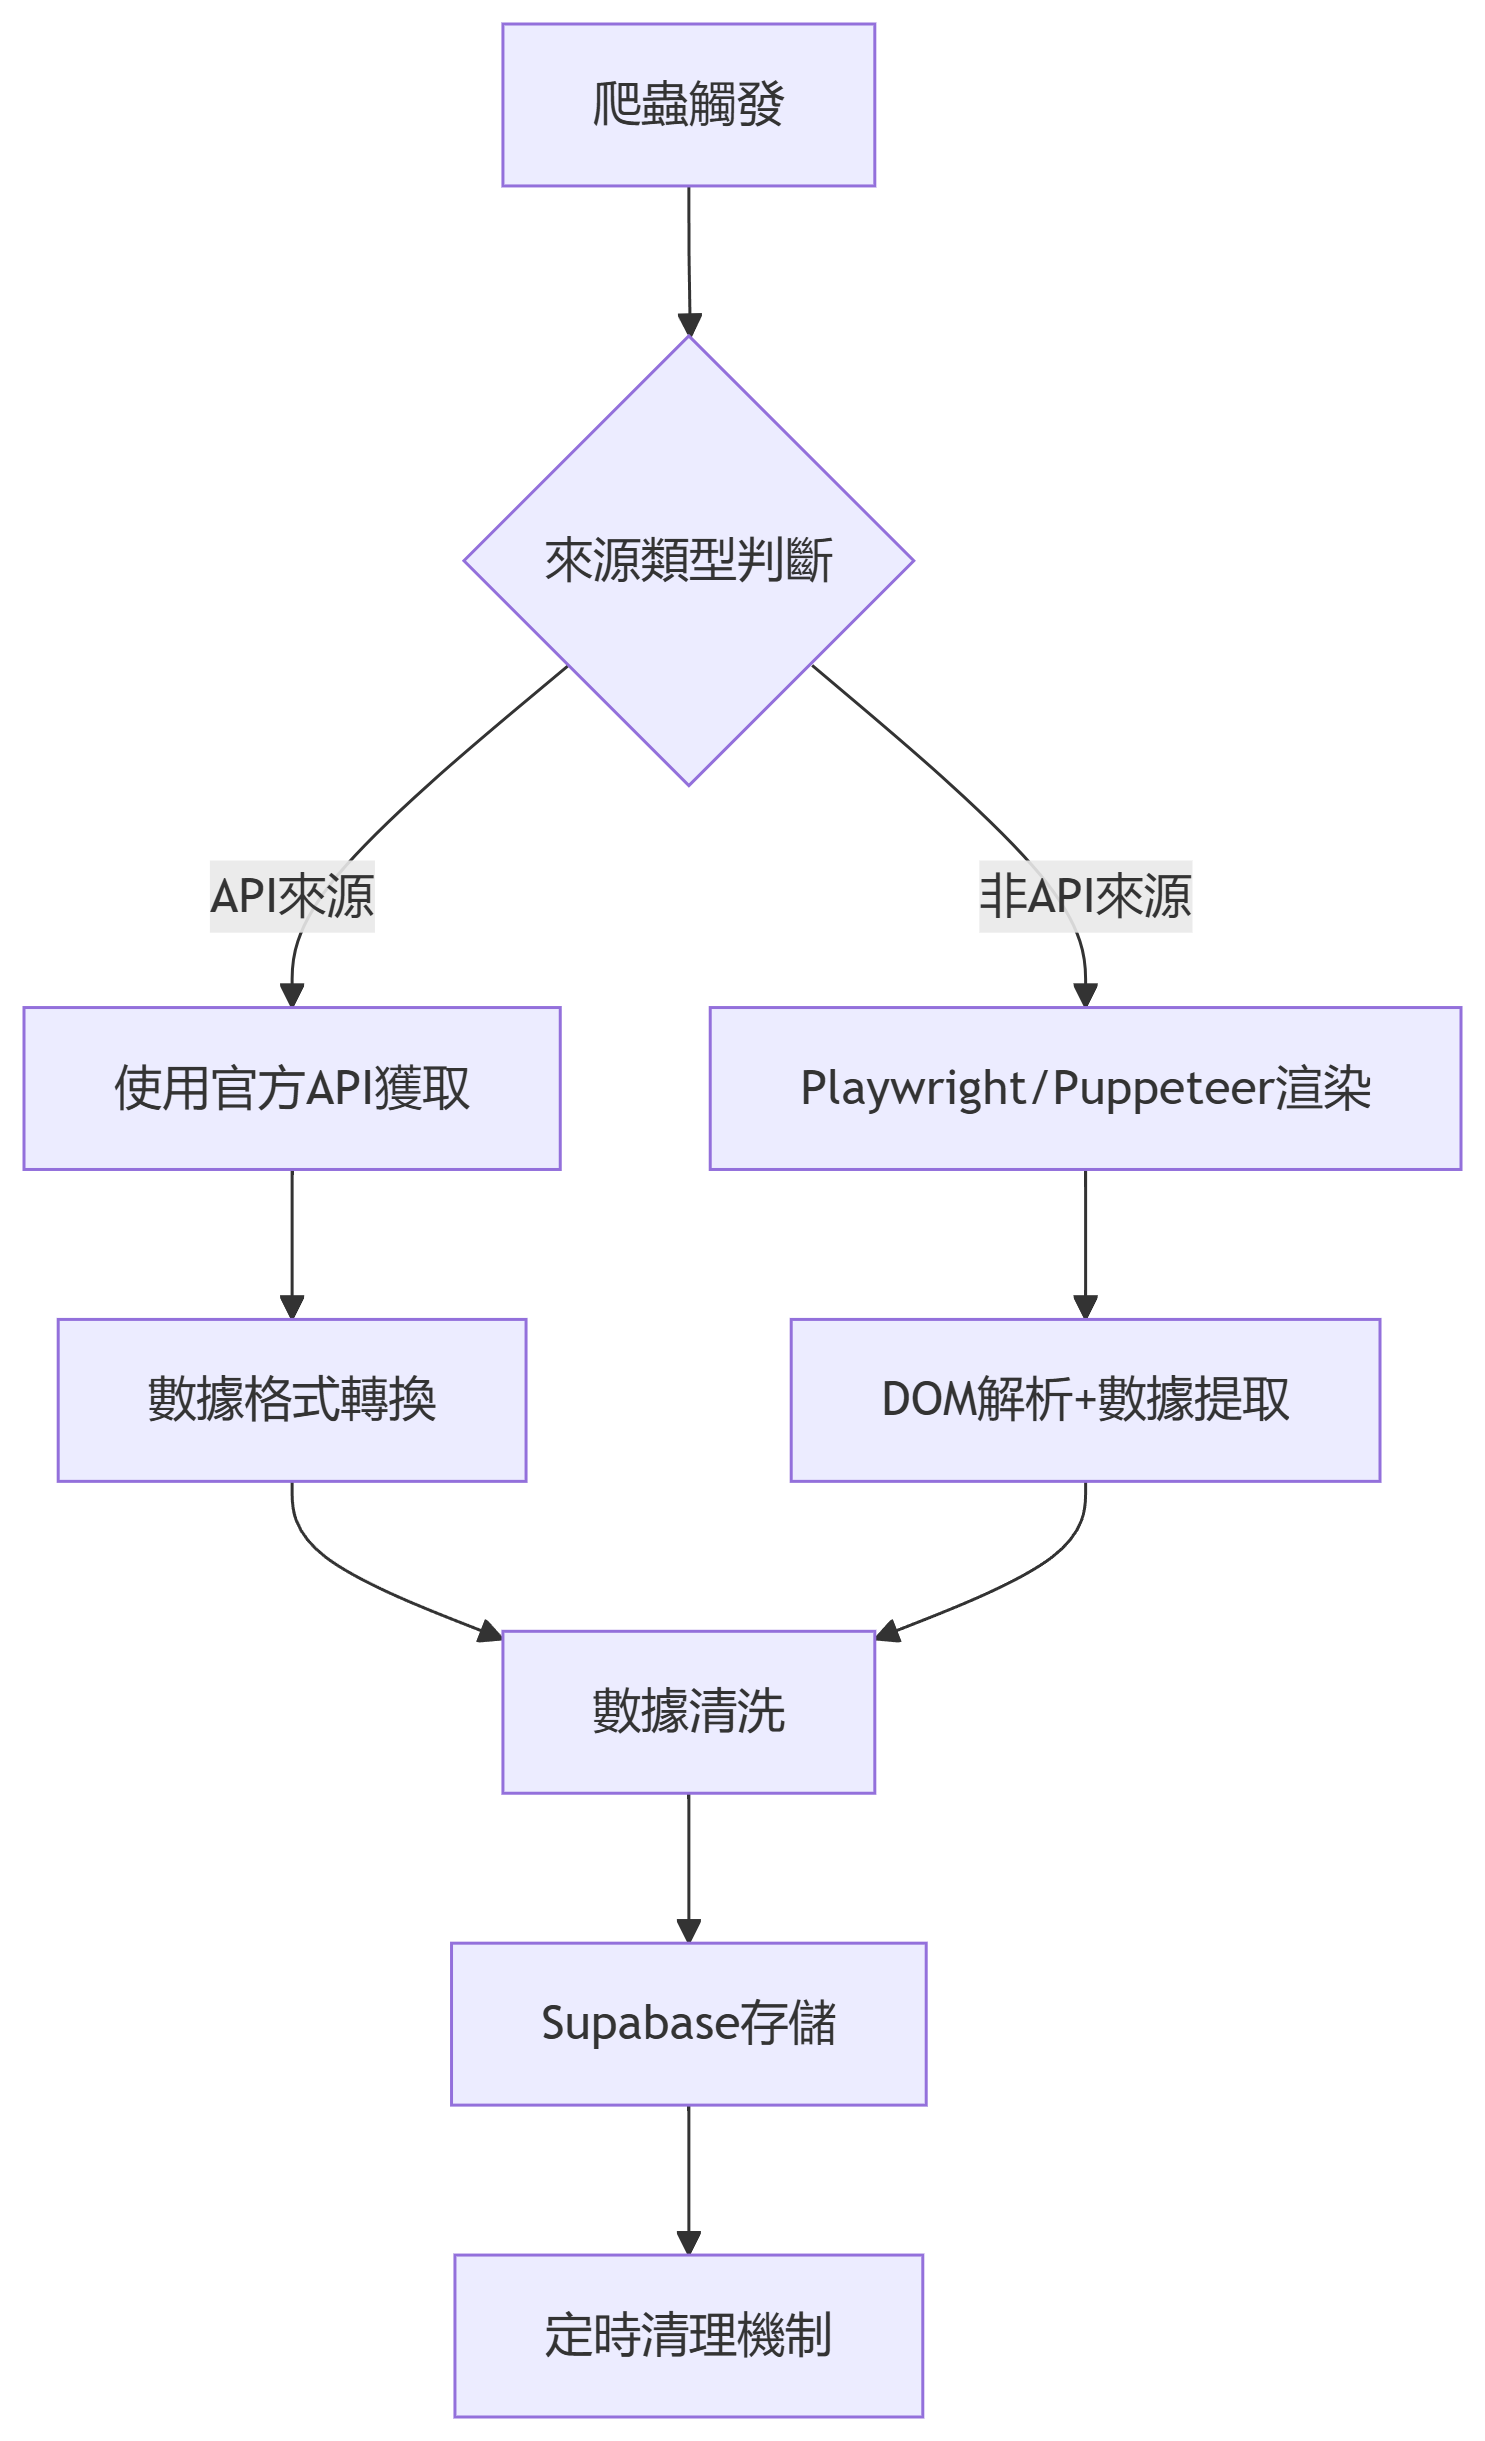 爬蟲觸發
來源類型判斷
API來源
非API來源
使用官方API獲取
Playwright/Puppeteer渲染
數據格式轉換
DOM解析+數據提取
數據清洗
Supabase存儲
定時清理機制